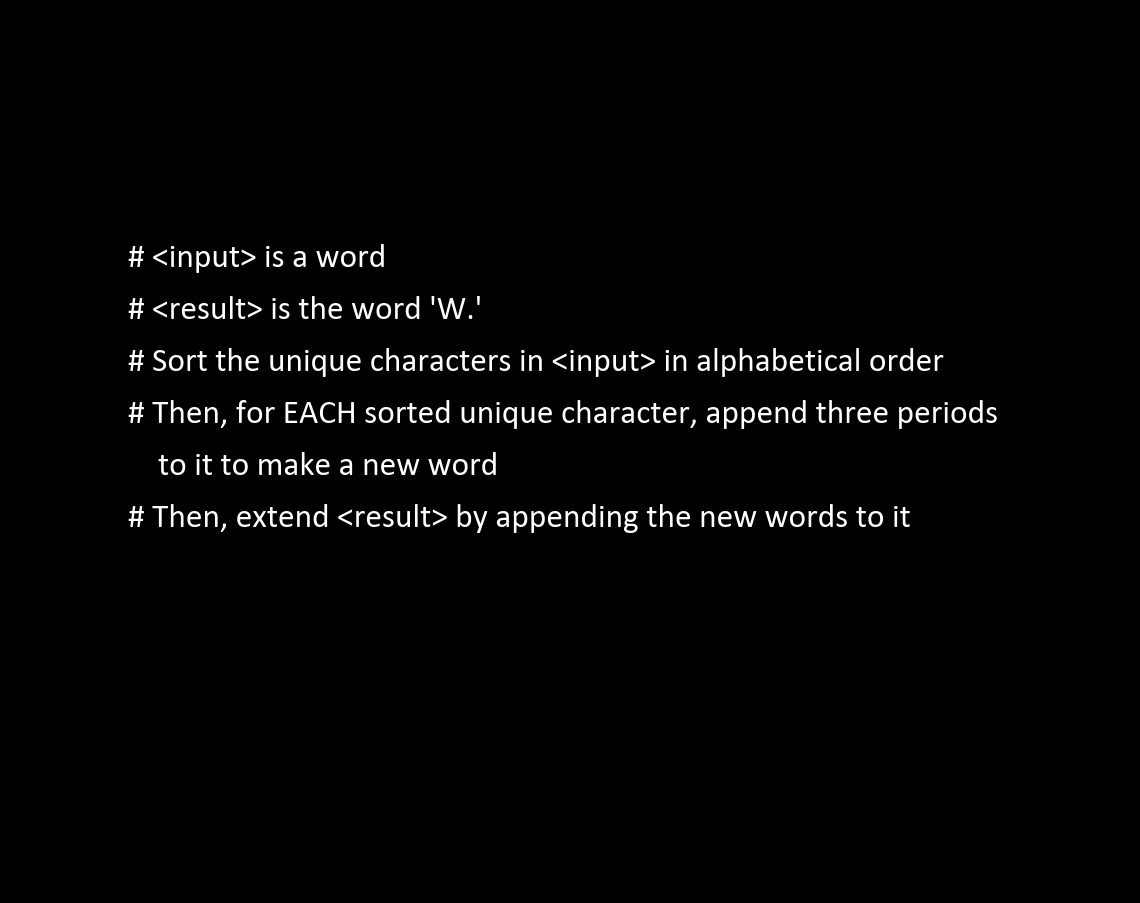 # <input> is a word
# <result> is the word 'W.'
# Sort the unique characters in <input> in alphabetical order
# Then, for EACH sorted unique character, append three periods
to it to make a new word
# Then, extend <result> by appending the new words to it